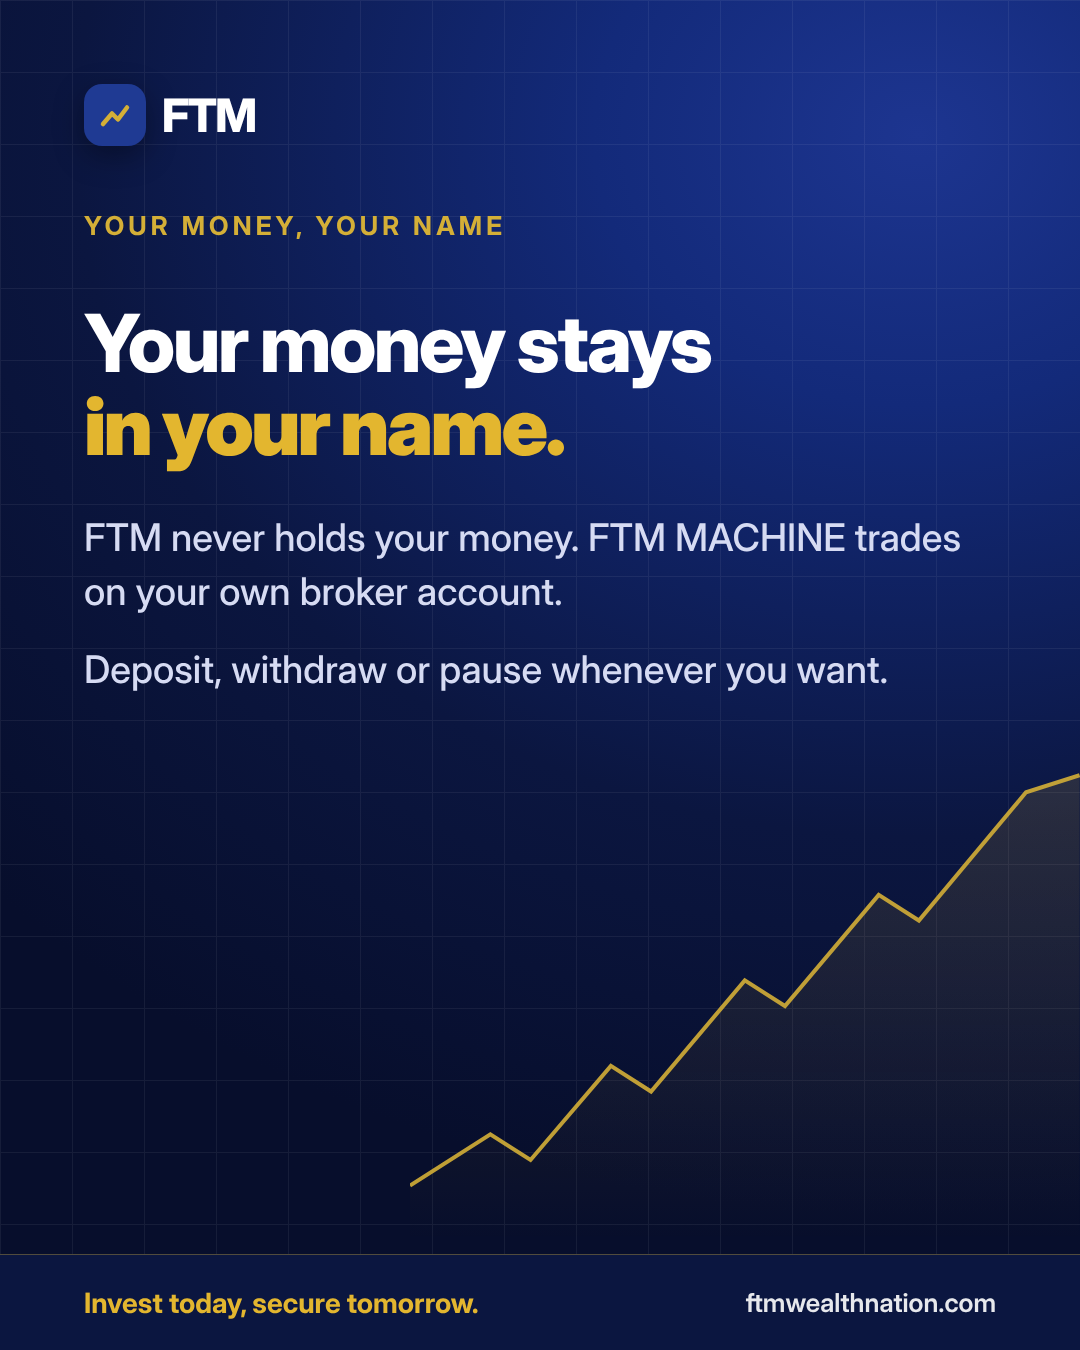 FTM
YOUR MONEY, YOUR NAME
Your money stays
in your name.
FTM never holds your money. FTM MACHINE trades
on your own broker account.
Deposit, withdraw or pause whenever you want.
Invest today, secure tomorrow.
ftmwealthnation.com